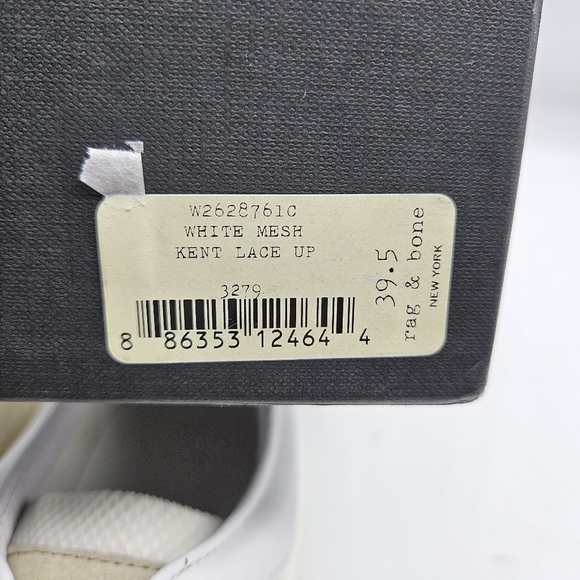 W2628761C
WHITE MESH
KENT LACE UP
3279
8 86353 12464 4
39.5
rag & bone
NEW YORK